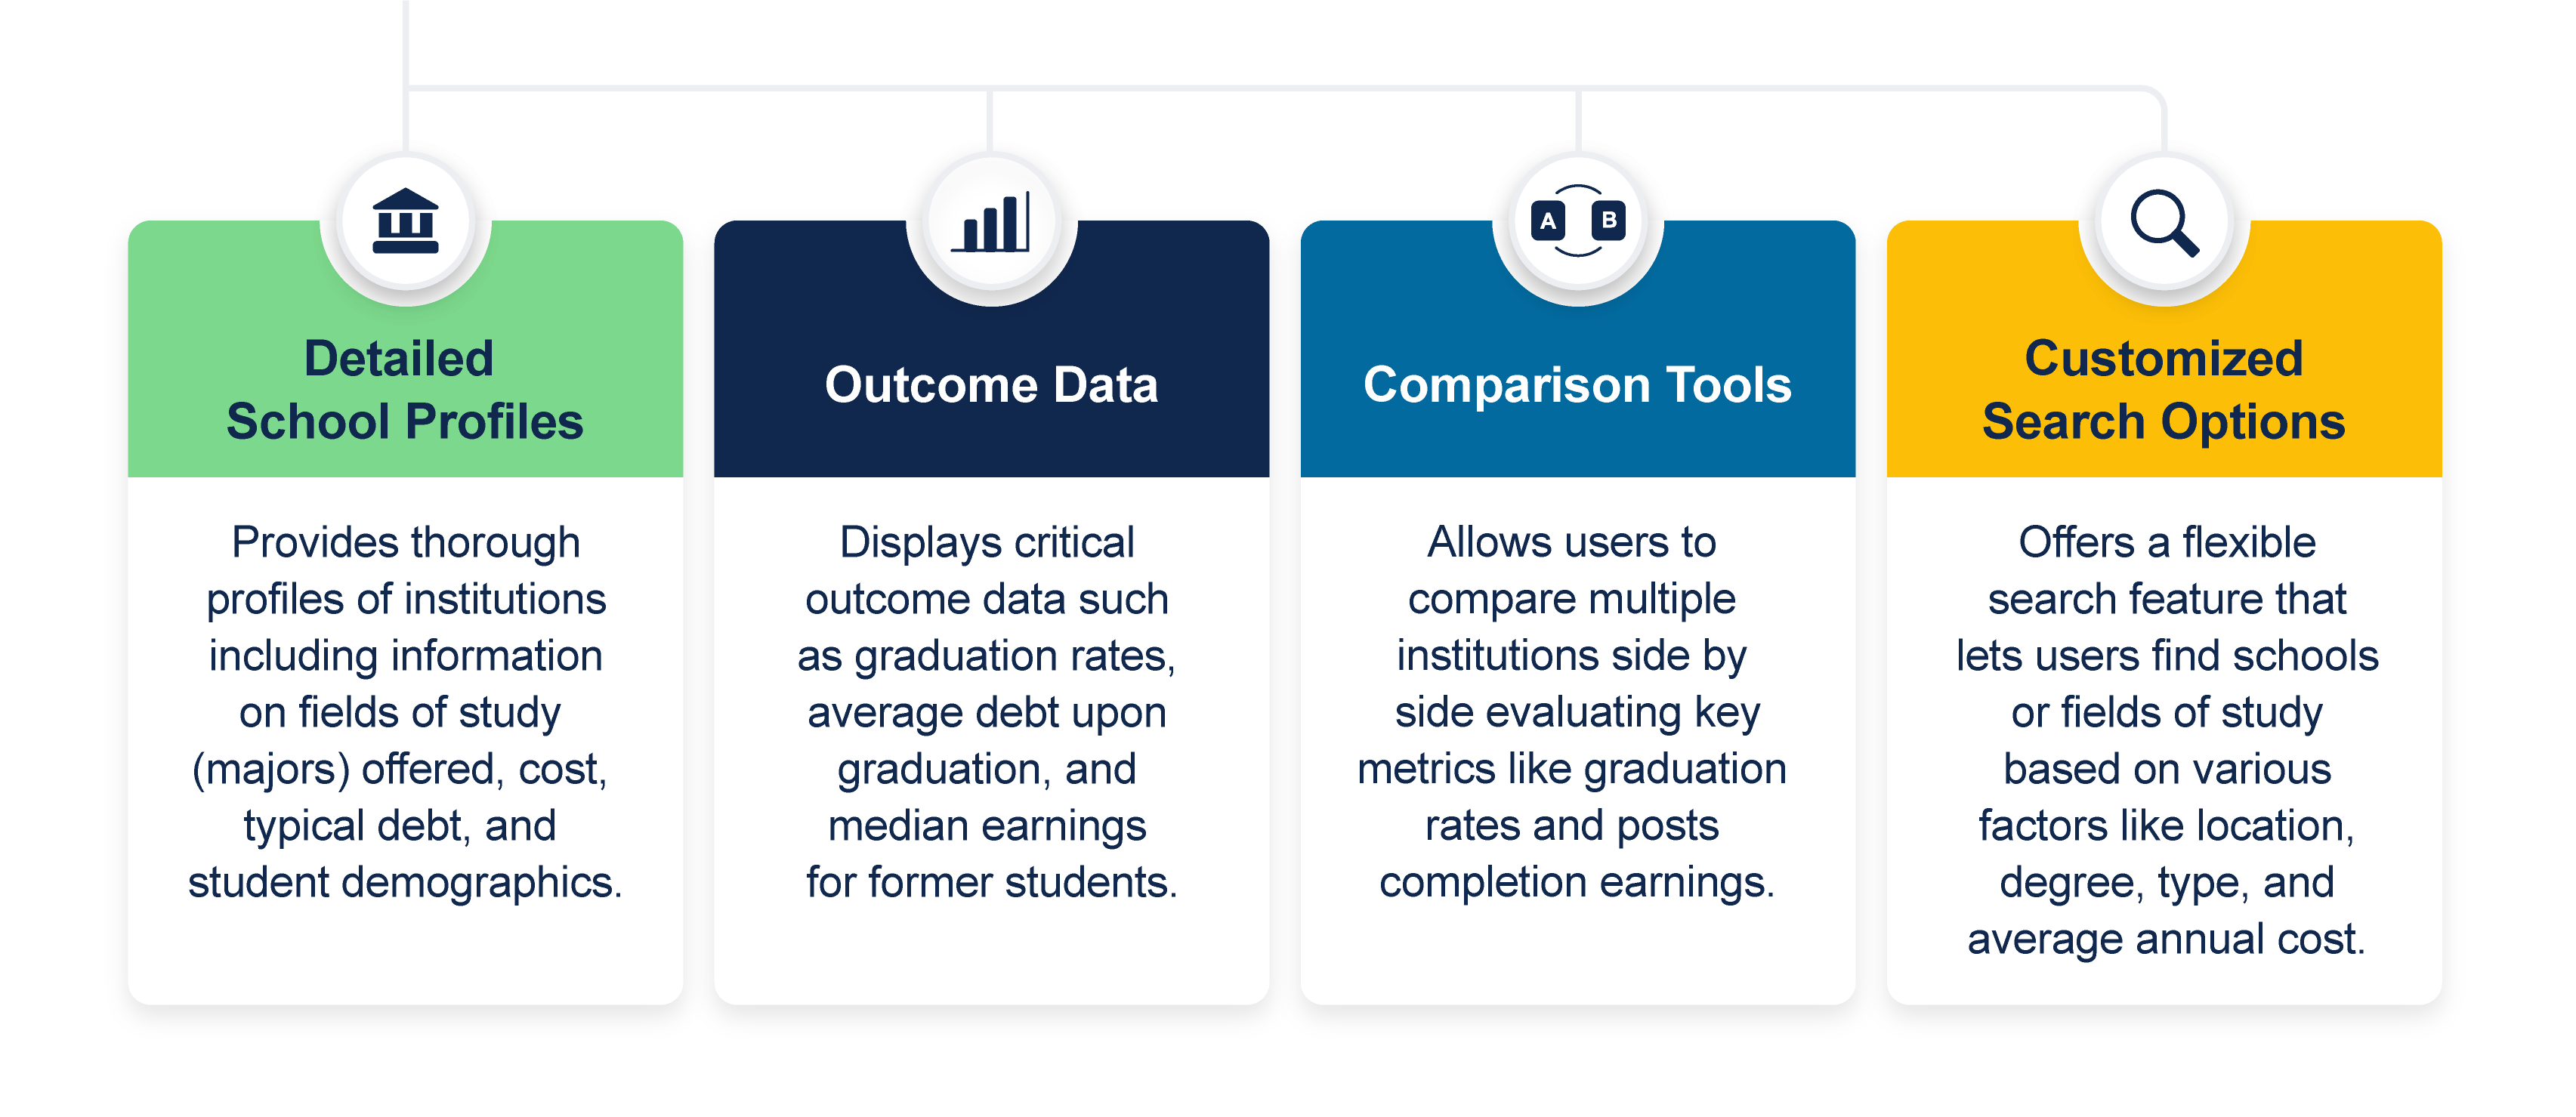 A B
Detailed
School Profiles
Provides thorough
profiles of institutions
including information
on fields of study
(majors) offered, cost,
typical debt, and
student demographics.
Outcome Data
Displays critical
outcome data such
as graduation rates,
average debt upon
graduation, and
median earnings
for former students.
Comparison Tools
Allows users to
compare multiple
institutions side by
side evaluating key
metrics like graduation
rates and posts
completion earnings.
Customized
Search Options
Offers a flexible
search feature that
lets users find schools
or fields of study
based on various
factors like location,
degree, type, and
average annual cost.